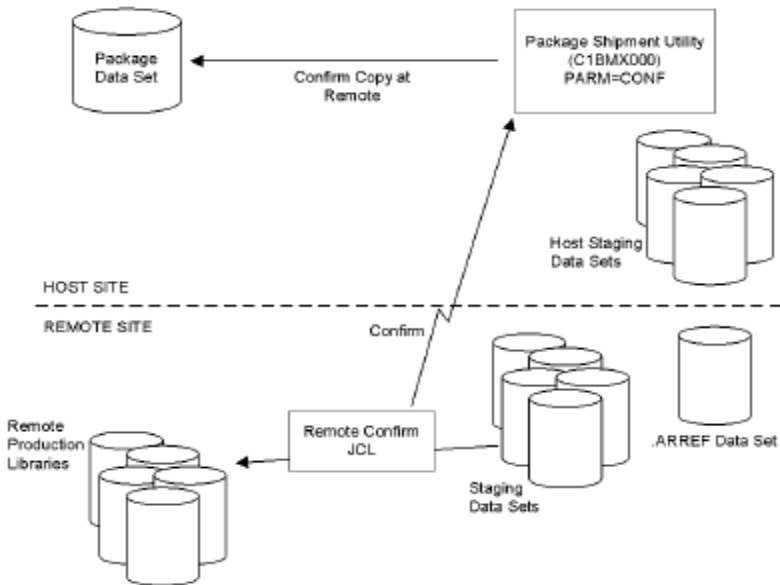 Package
Data Set
Confirm Copy at
Remote
Package Shipment Utility
(C1BMX000)
PARM=CONF
Host Staging
Data Sets
HOST SITE
REMOTE SITE
Confirm
Remote
Production
Libraries
Remote Confirm
JCL
Staging
Data Sets
.ARREF Data Set